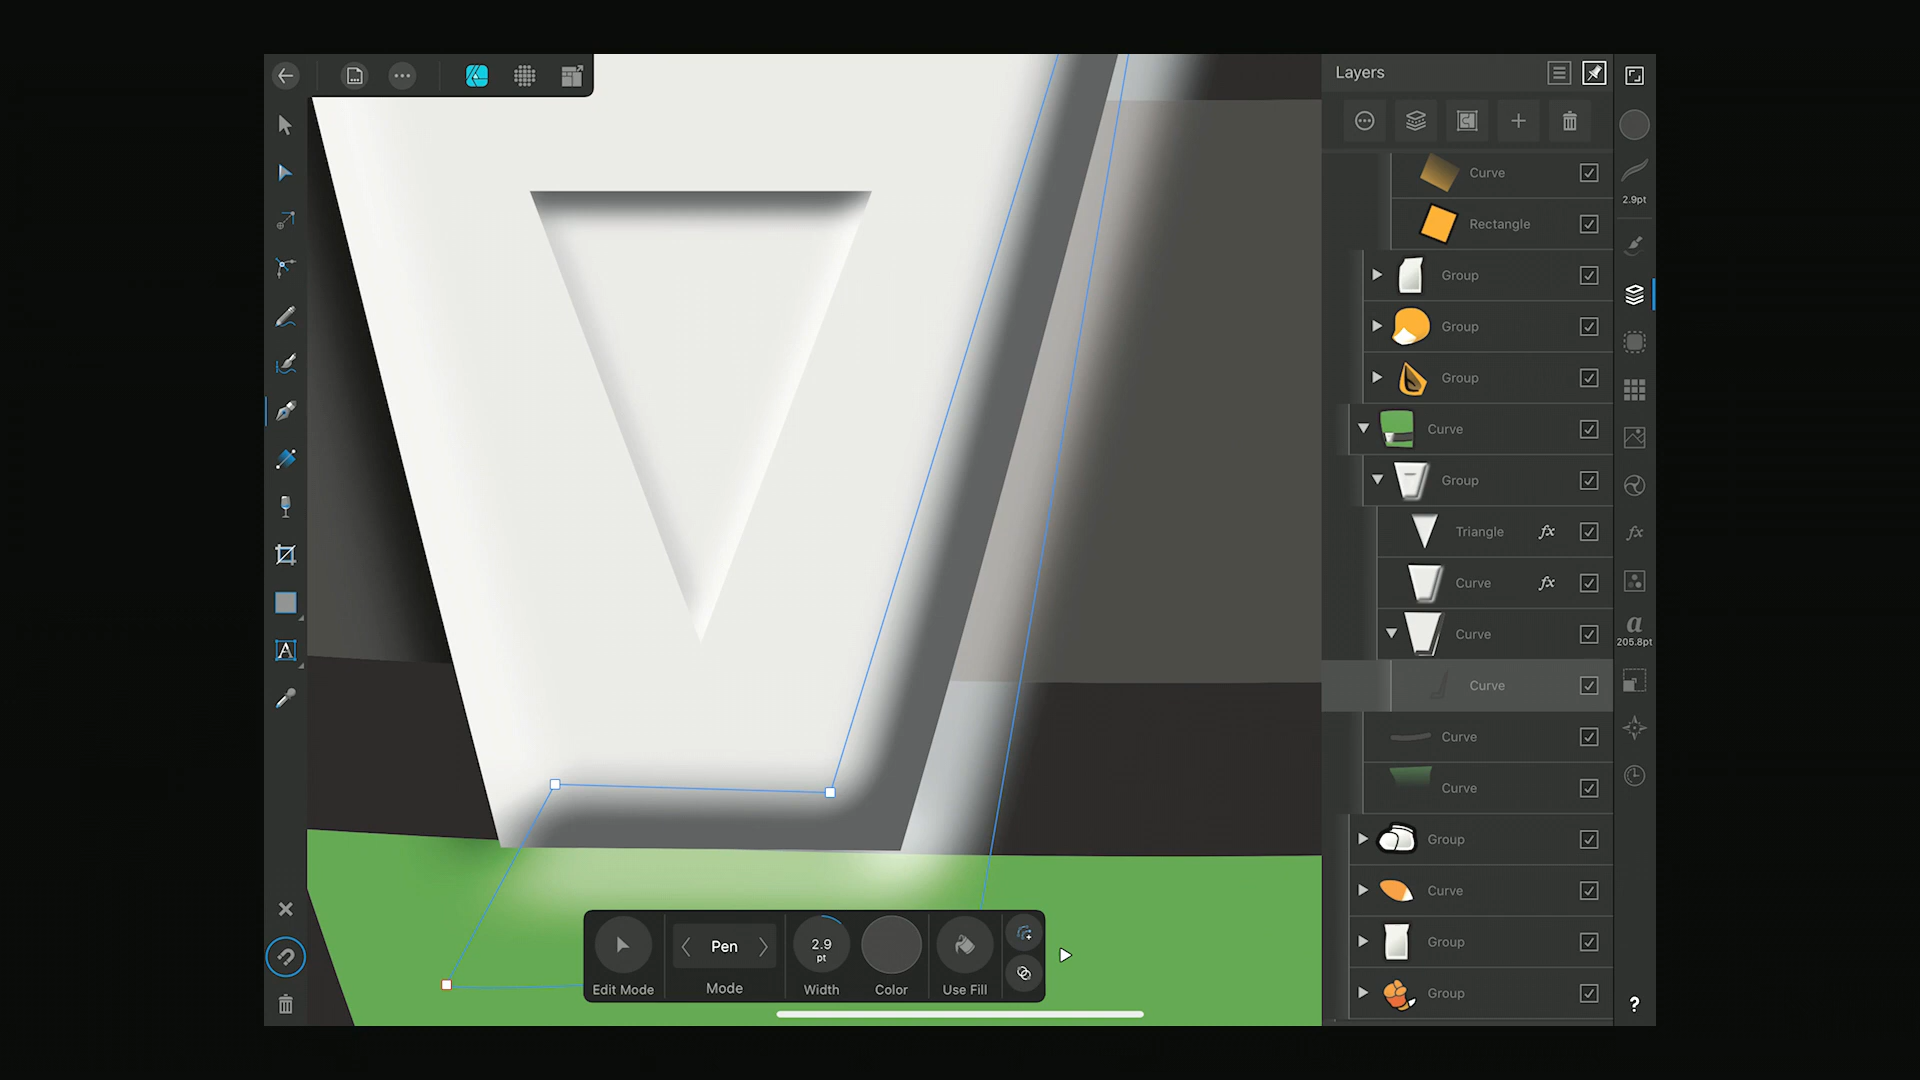 Layers
2.9pt
Curve
Rectangle
Group
Group
Group
Curve
Group
Triangle fx
fx
Curve fx
Curve
a
205.8pt
A
Curve
Curve
Curve
Group
Curve
Group
Group
?
Pen
2.9
pt
Edit Mode
Mode
Width
Color
Use Fill